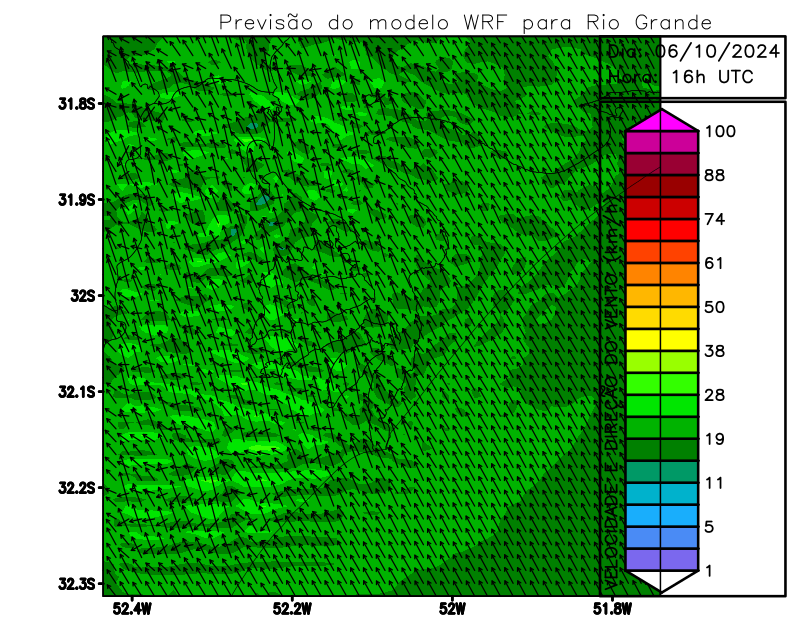 Previsão do modelo WRF para Rio Grande
Dia: 06/10/2024
Hora: 16h UTC
31.8S
31.9S
32S
32.1S
32.2S
32.3S
52.4W
52.2W
52W
51.8W
VELOCIDADE E DIREÇÃO DO VENTO (km/h)
100
88
74
61
50
38
28
19
11
5
1